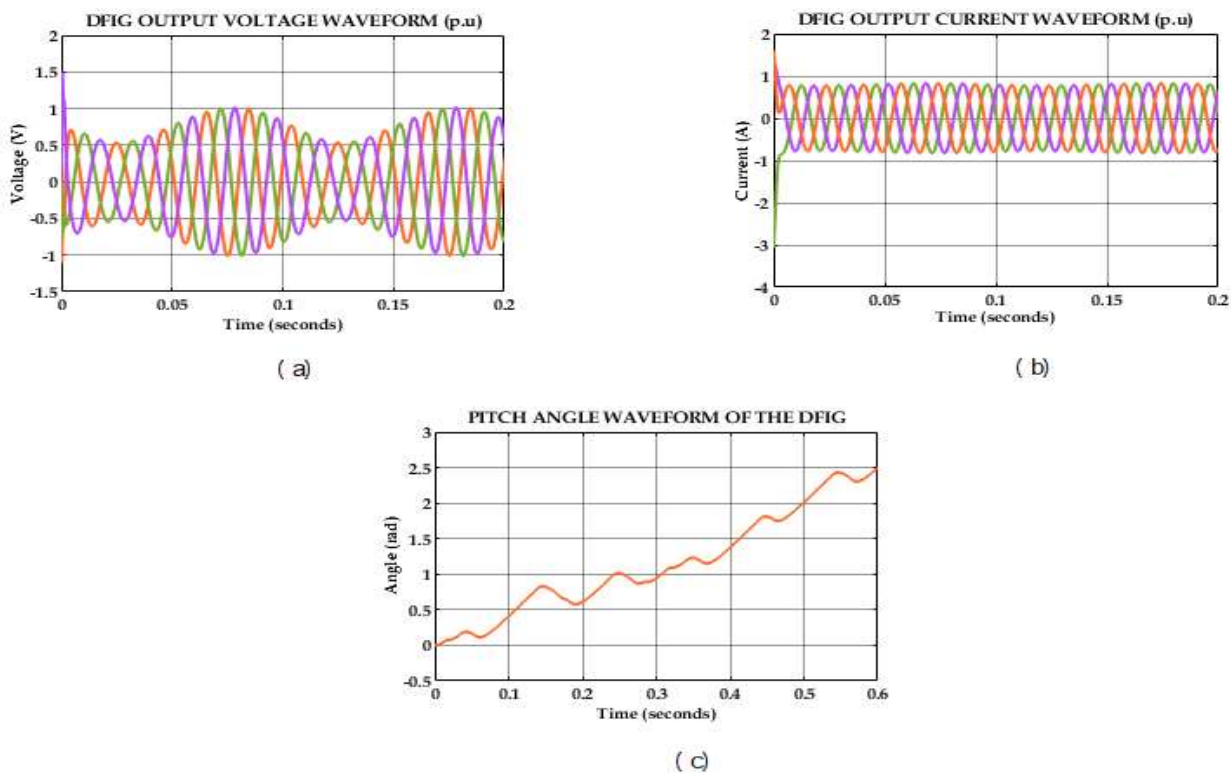 DFIG OUTPUT VOLTAGE WAVEFORM (p.u)
2
1.5
1
0.5
0
-0.5
-1
-1.5
Voltage (V)
0 0.05 0.1 0.15 0.2
Time (seconds)
( a)
DFIG OUTPUT CURRENT WAVEFORM (p.u)
2
1
0
-1
-2
-3
-4
Current (A)
0 0.05 0.1 0.15 0.2
Time (seconds)
( b)
PITCH ANGLE WAVEFORM OF THE DFIG
3
2.5
2
1.5
1
0.5
0
-0.5
Angle (rad)
0 0.1 0.2 0.3 0.4 0.5 0.6
Time (seconds)
( c)